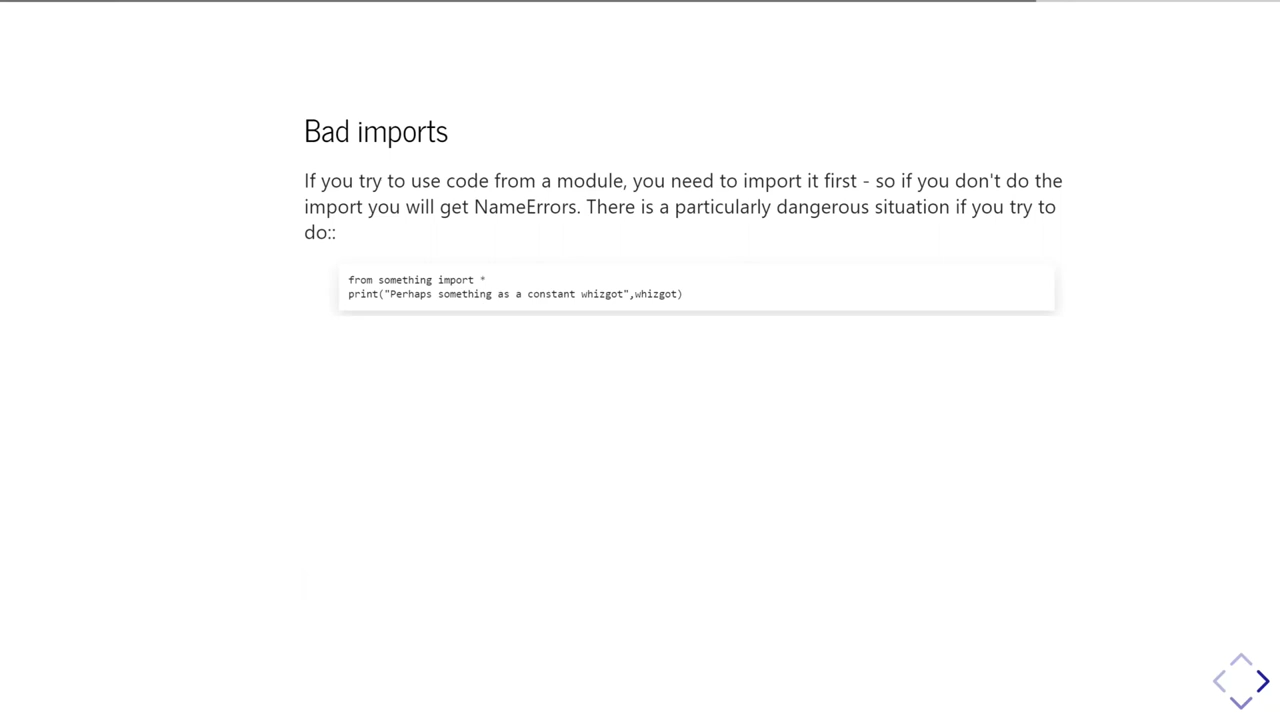 Bad imports
If you try to use code from a module, you need to import it first - so if you don't do the
import you will get NameErrors. There is a particularly dangerous situation if you try to
do::
from something import *
print("Perhaps something as a constant whizgot",whizgot)